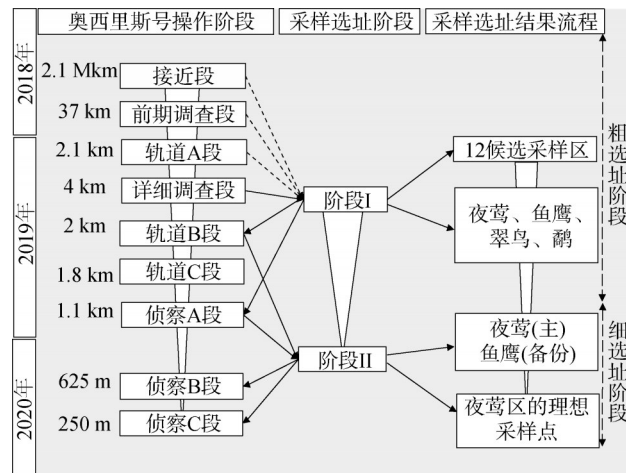 奥西里斯号操作阶段
采样选址阶段
采样选址结果流程
2018年
2019年
2020年
2.1 Mkm
接近段
37 km
前期调查段
2.1 km
轨道A段
4 km
详细调查段
2 km
轨道B段
1.8 km
轨道C段
1.1 km
侦察A段
625 m
侦察B段
250 m
侦察C段
阶段I
阶段II
12候选采样区
夜莺、鱼鹰、
翠鸟、鹬
夜莺(主)
鱼鹰(备份)
夜莺区的理想
采样点
粗选址阶段
细选址阶段